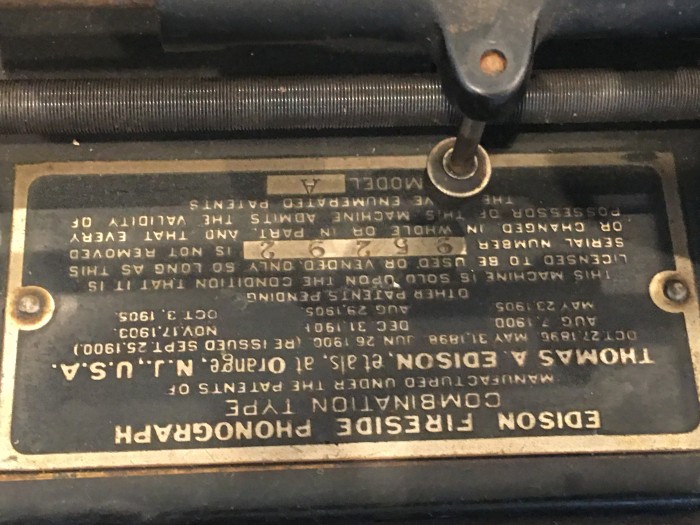 EDISON FIRESIDE PHONOGRAPH
COMBINATION TYPE
MANUFACTURED UNDER THE PATENTS OF
THOMAS A. EDISON, et als, at Orange, N.J., U.S.A.
OCT.27,1896 MAY 31,1898. JUN 26 1900 (RE ISSUED SEPT.25,1900.)
AUG 7,1900 DEC.31,1901 NOV.17,1903.
MAY 23,1905 AUG 29,1905. OCT 3, 1905.
OTHER PATENTS PENDING
THIS MACHINE IS SOLD UPON THE CONDITION THAT IT IS
LICENSED TO BE USED OR VENDED ONLY SO LONG AS THIS
SERIAL NUMBER IS NOT REMOVED
OR CHANGED IN WHOLE OR IN PART, AND THAT EVERY
POSSESSOR OF THIS MACHINE ADMITS THE VALIDITY OF
THE ENUMERATED PATENTS
MODEL A